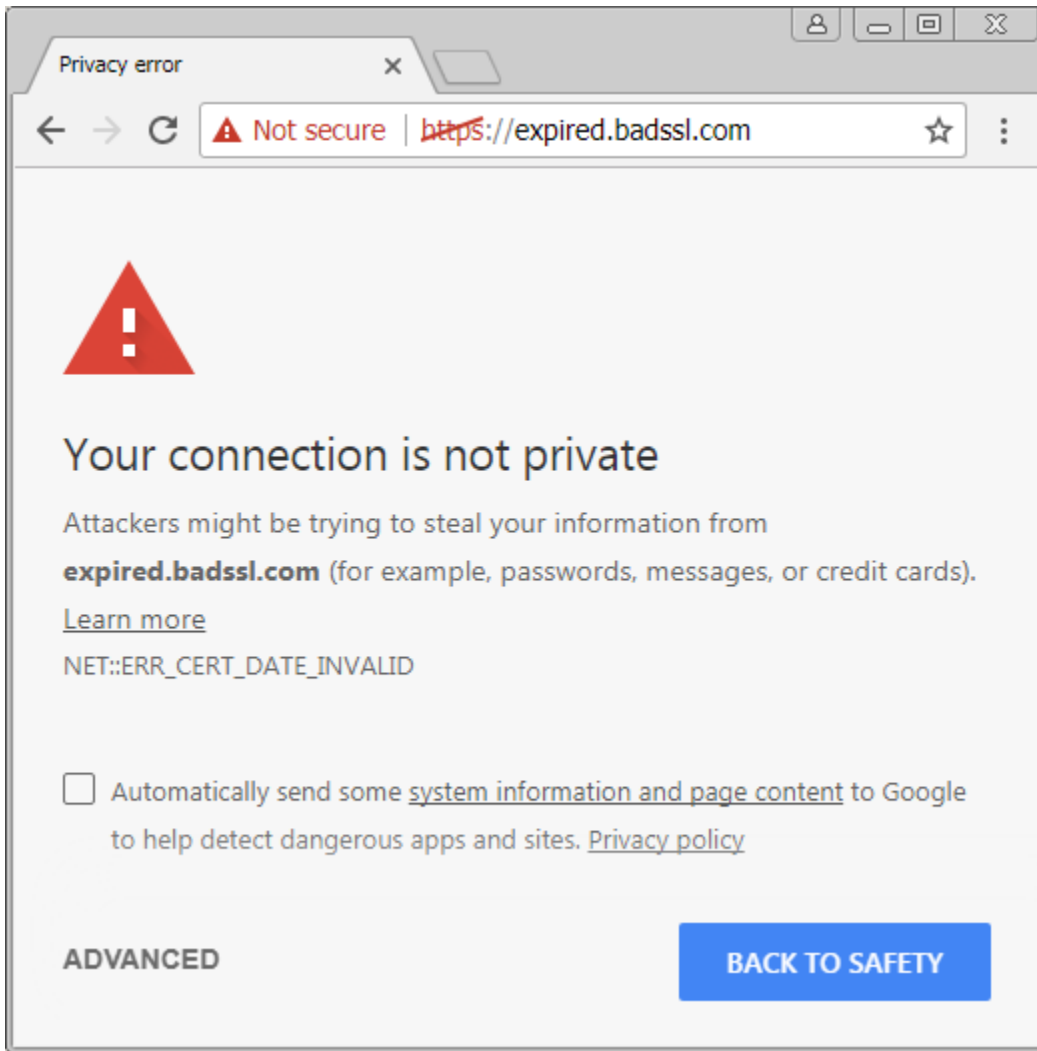 Privacy error
Not secure | https://expired.badssl.com
Your connection is not private
Attackers might be trying to steal your information from
expired.badssl.com (for example, passwords, messages, or credit cards).
Learn more
NET::ERR_CERT_DATE_INVALID
Automatically send some system information and page content to Google
to help detect dangerous apps and sites. Privacy policy
ADVANCED
BACK TO SAFETY